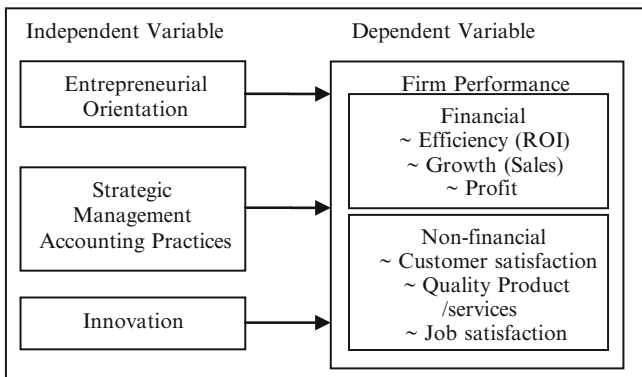 Independent Variable
Entrepreneurial
Orientation
Strategic
Management
Accounting Practices
Innovation
Dependent Variable
Firm Performance
Financial
~ Efficiency (ROI)
~ Growth (Sales)
~ Profit
Non-financial
~ Customer satisfaction
~ Quality Product
/services
~ Job satisfaction